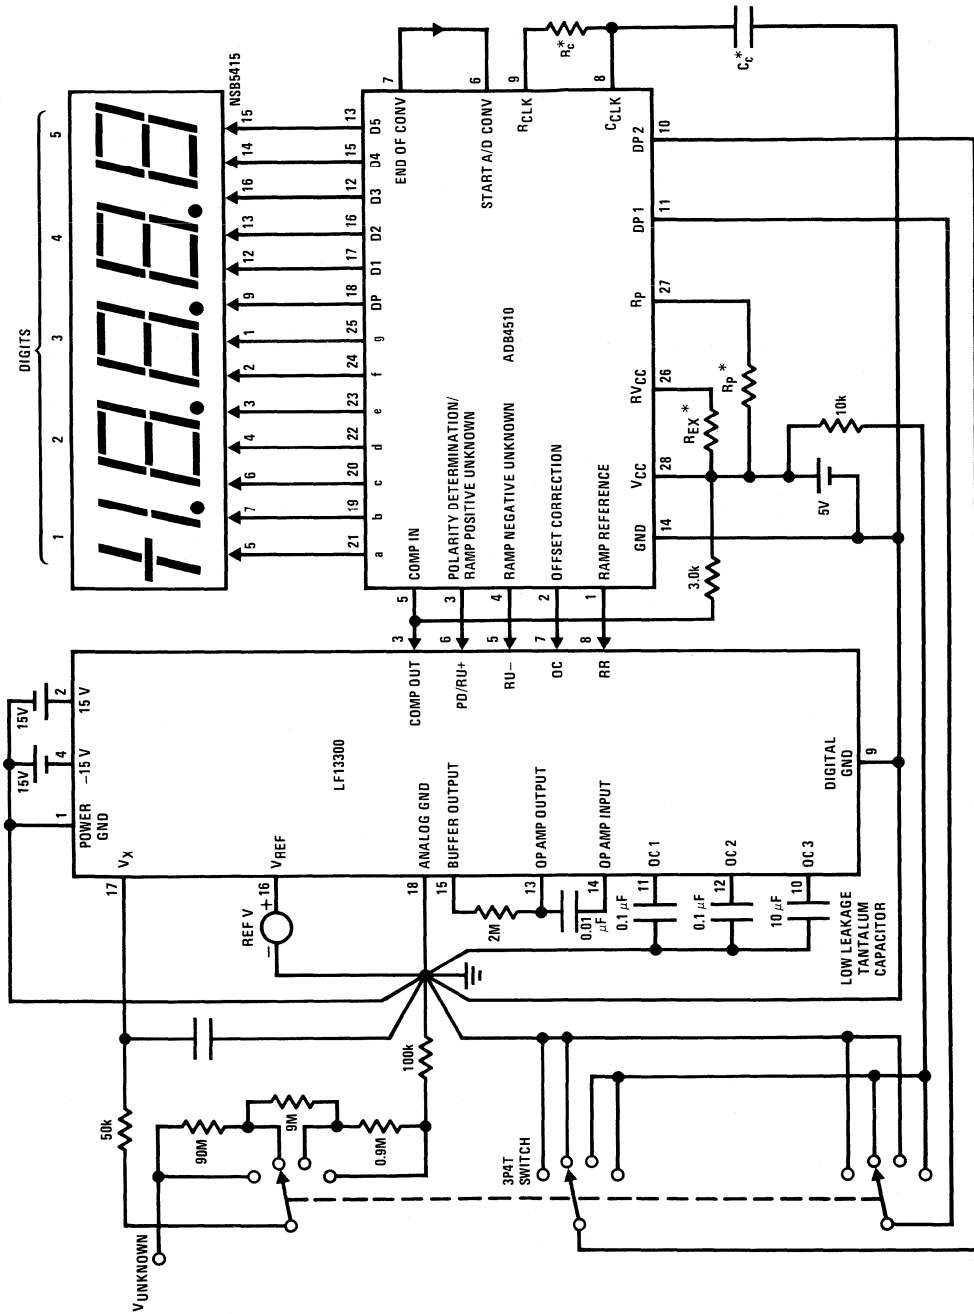 DIGITS
1 2 3 4 5
NSB5415
5 7 6 4 3 2 1 9 12 13 16 14 15
21 19 20 22 23 24 25 18 17 16 12 15 13
a b c d e f g DP D1 D2 D3 D4 D5
END OF CONV
7
START A/D CONV
6
RCLK
9
CCLK
8
Rc*
Cc*
ADB4510
COMP IN
5
POLARITY DETERMINATION/
RAMP POSITIVE UNKNOWN
3
RAMP NEGATIVE UNKNOWN
4
OFFSET CORRECTION
2
RAMP REFERENCE
1
GND
14
VCC
28
RVCC
26
RP
27
DP1
11
DP2
10
REX*
RP*
10k
5V
3.0k
3
COMP OUT
6
PD/RU+
5
RU−
7
OC
8
RR
LF13300
15V
2
15 V
15V
4
−15 V
1
POWER
GND
VX
17
VREF
16
ANALOG GND
18
BUFFER OUTPUT
15
OP AMP OUTPUT
13
OP AMP INPUT
14
OC 1
11
OC 2
12
OC 3
10
DIGITAL
GND
9
REF V
+
−
2M
0.01
μF
0.1 μF
0.1 μF
10 μF
LOW LEAKAGE
TANTALUM
CAPACITOR
50k
100k
90M
9M
0.9M
3P4T
SWITCH
VUNKNOWN